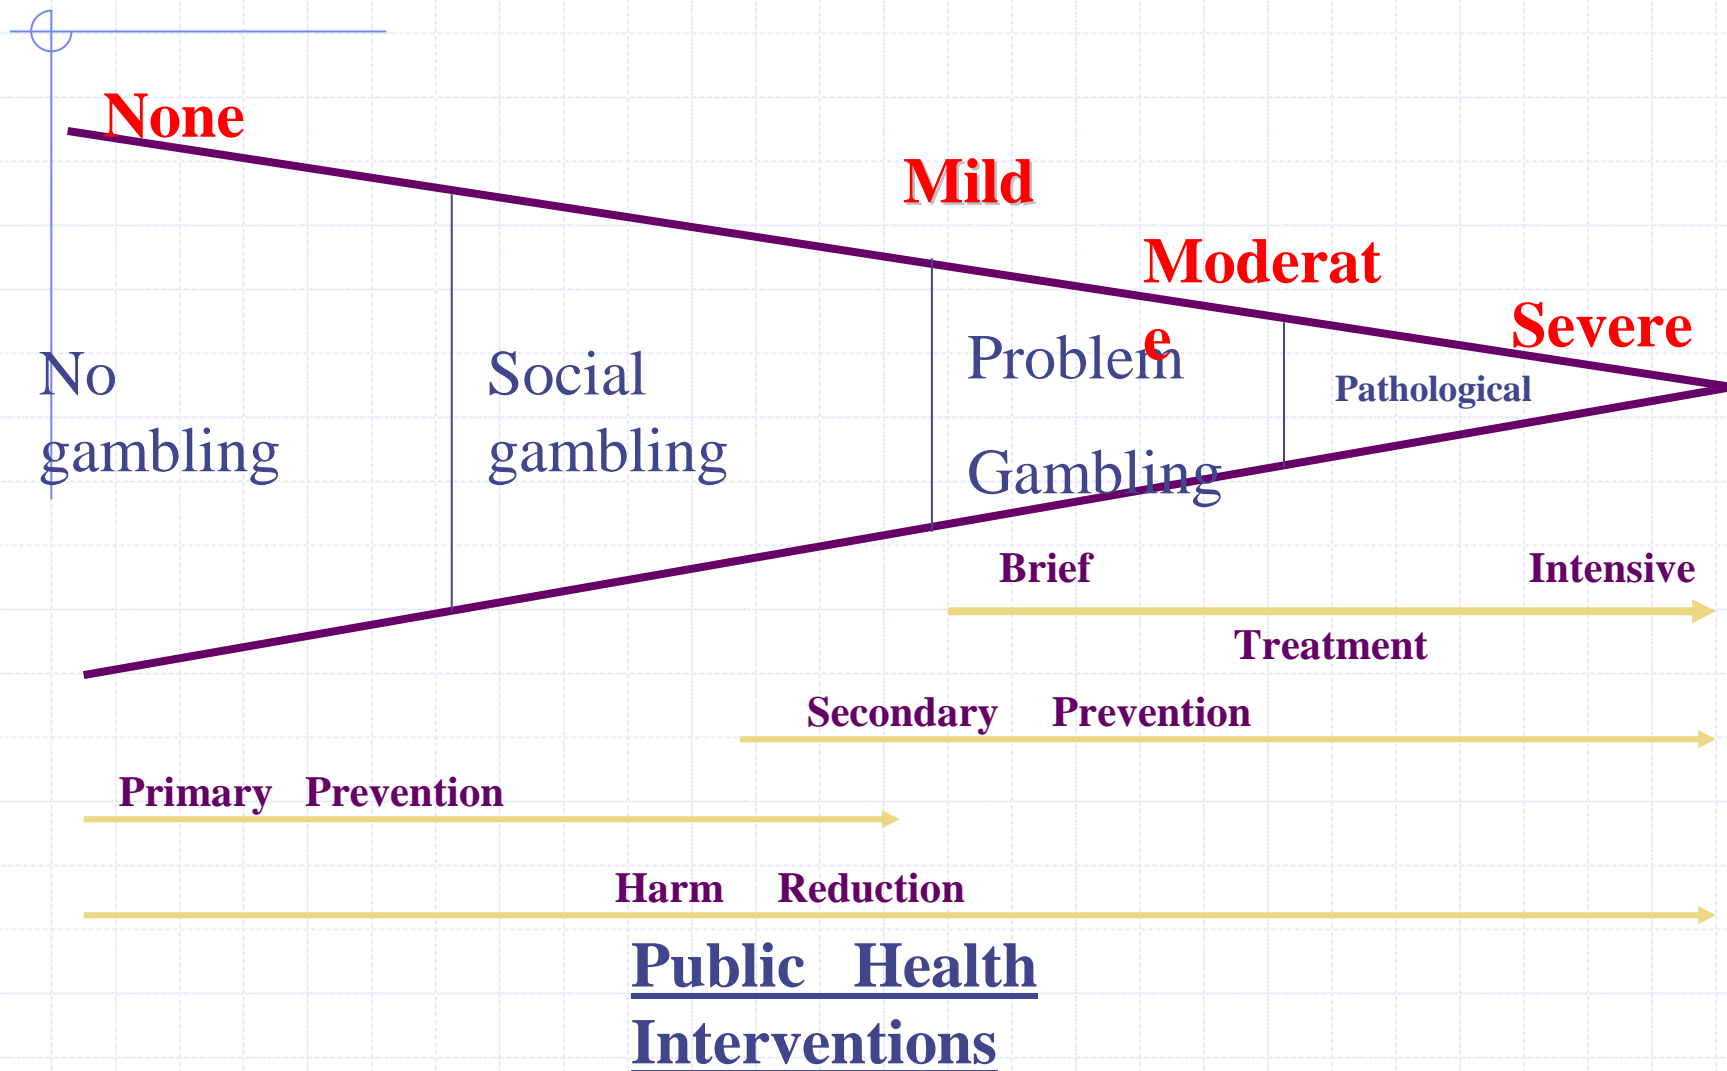 None
Mild
Moderat
e
Severe
No
gambling
Social
gambling
Problem
Gambling
Pathological
Brief Intensive
Treatment
Secondary Prevention
Primary Prevention
Harm Reduction
Public Health
Interventions